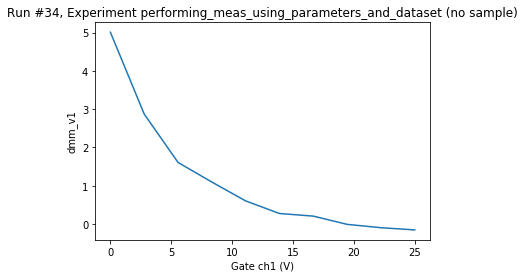 Run #34, Experiment performing_meas_using_parameters_and_dataset (no sample)
5
4
3
2
1
0
dmm_v1
0 5 10 15 20 25
Gate ch1 (V)